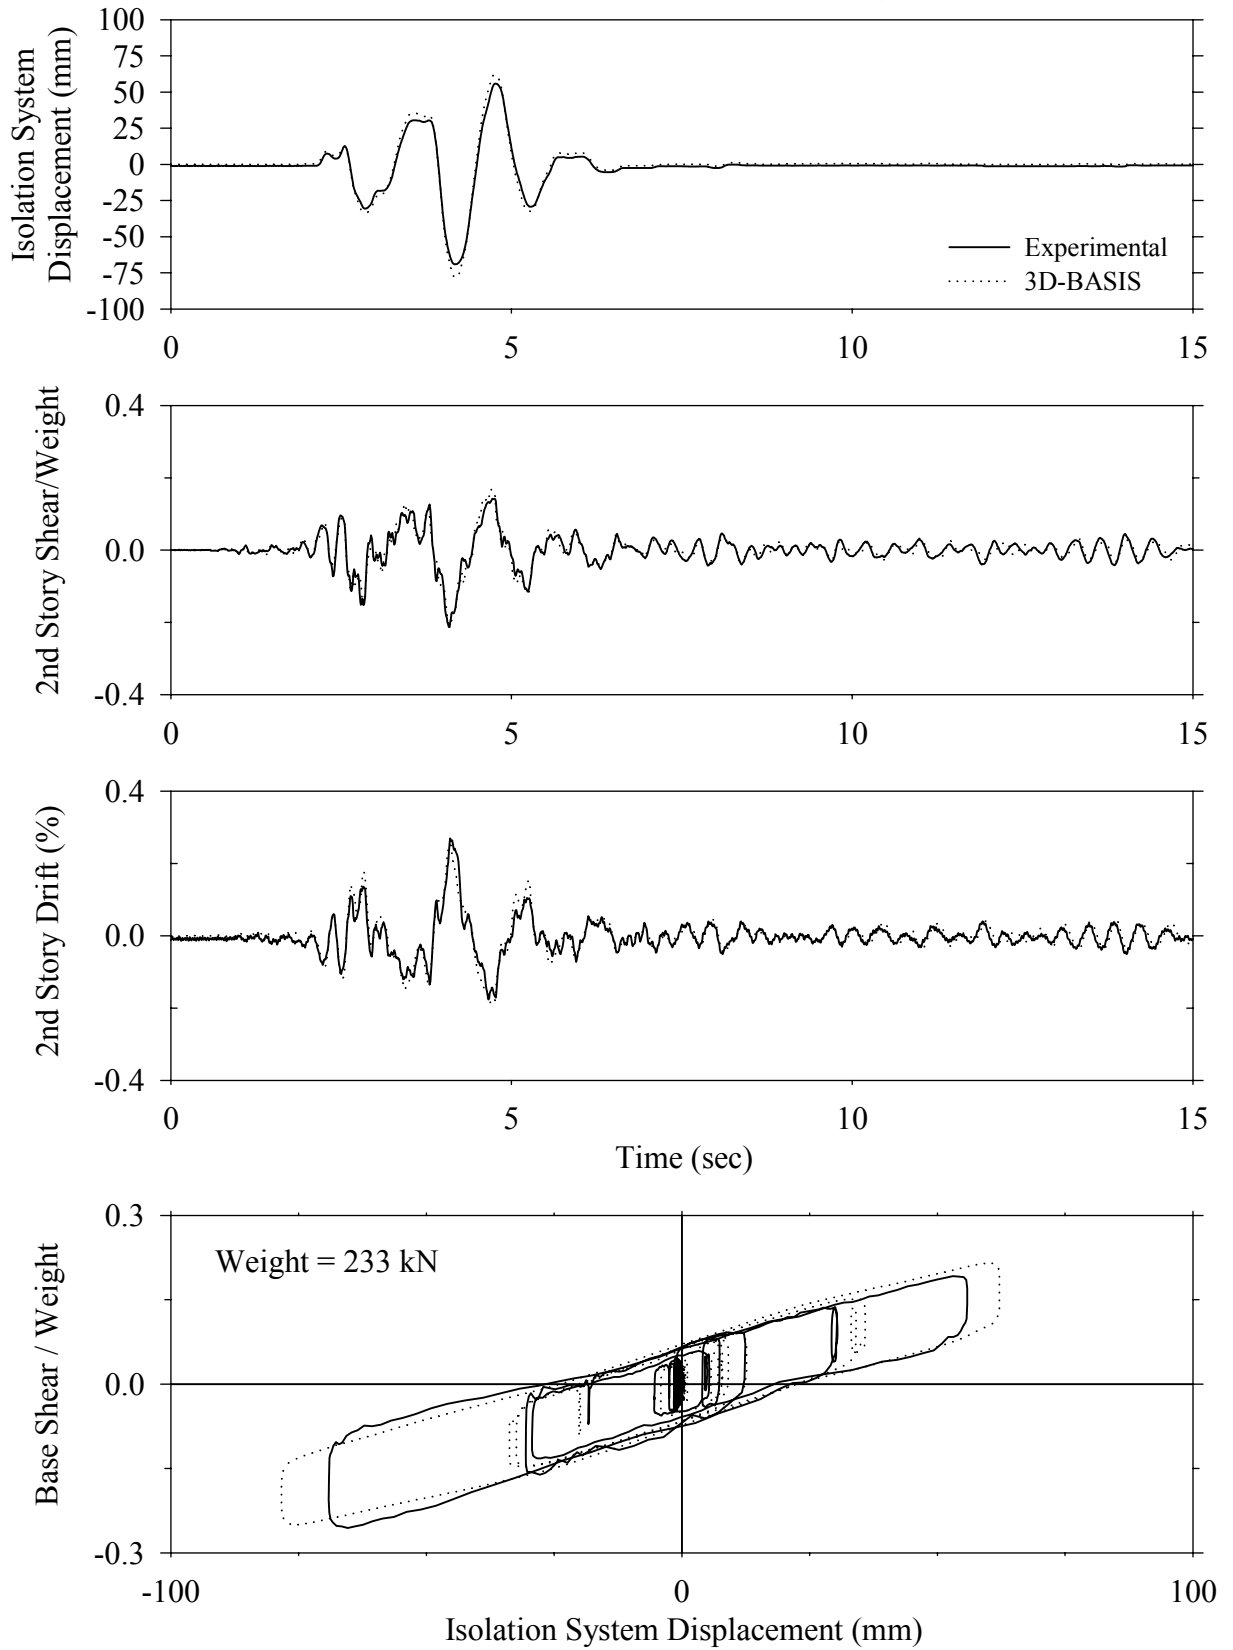 Isolation System
Displacement (mm)
100
75
50
25
0
-25
-50
-75
-100
Experimental
3D-BASIS
0 5 10 15
2nd Story Shear/Weight
0.4
0.0
-0.4
0 5 10 15
2nd Story Drift (%)
0.4
0.0
-0.4
0 5 10 15
Time (sec)
Base Shear / Weight
0.3
0.0
-0.3
Weight = 233 kN
-100 0 100
Isolation System Displacement (mm)